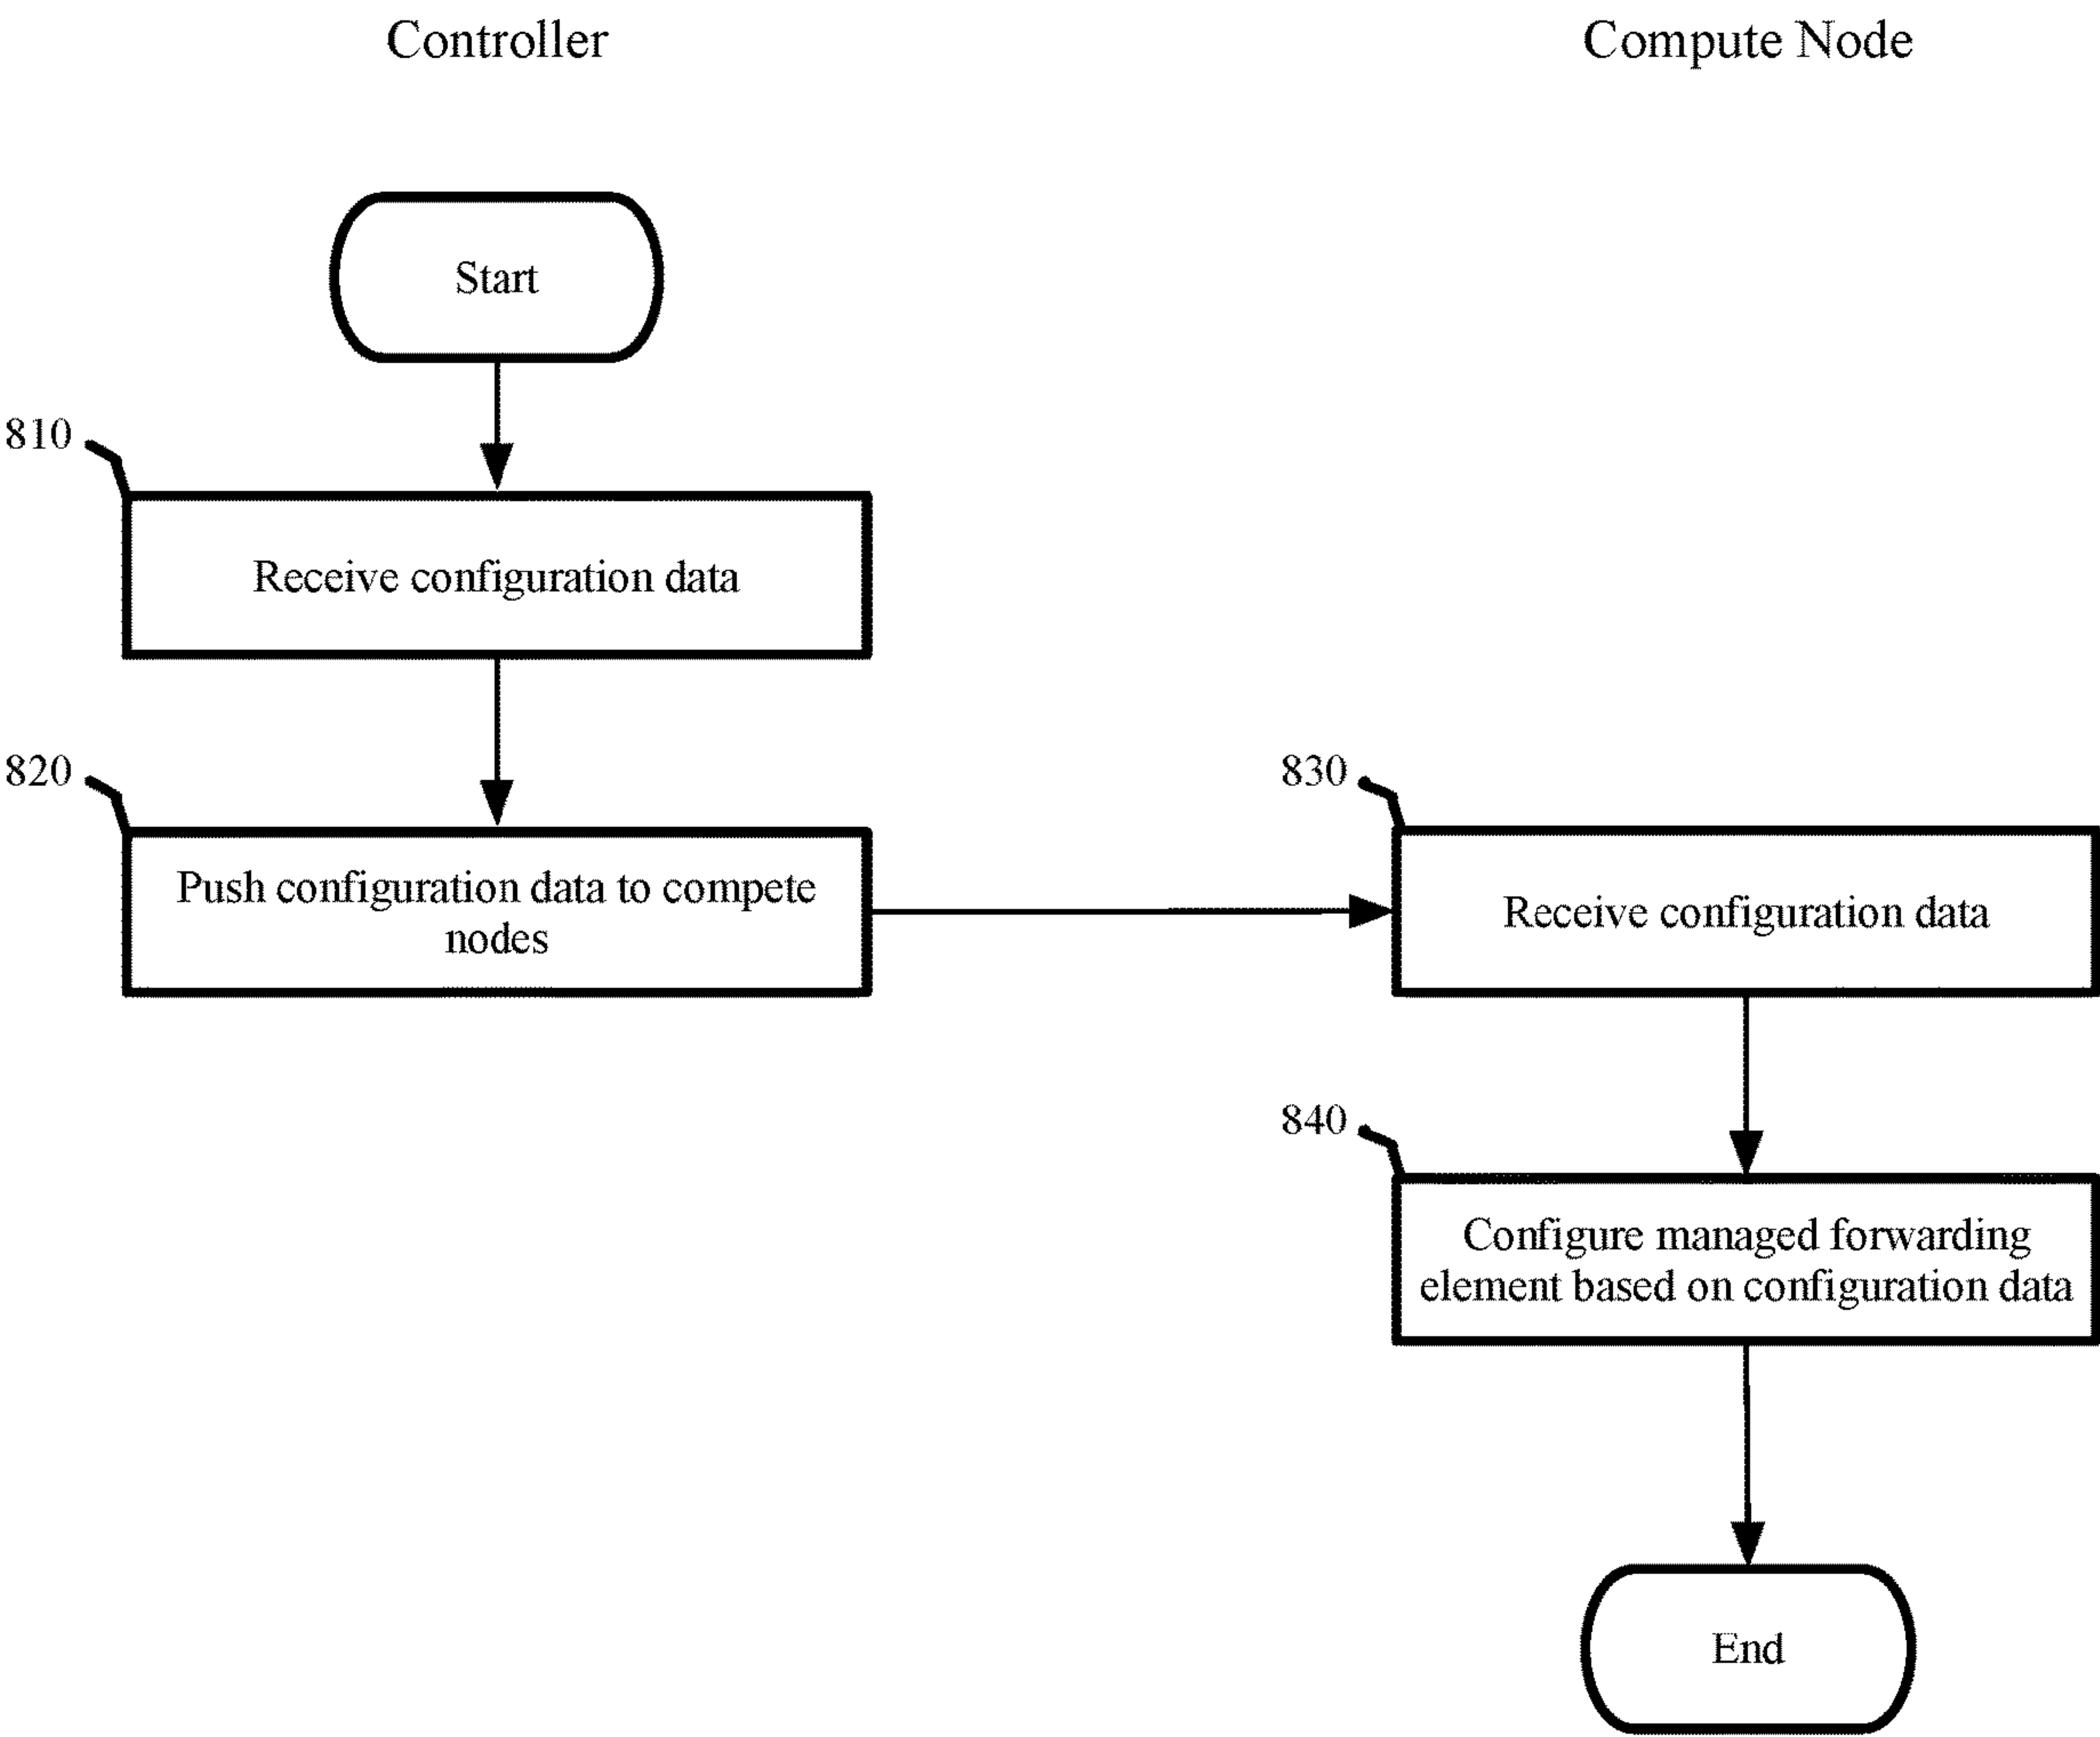 Controller
Compute Node
Start
810
Receive configuration data
820
Push configuration data to compete
nodes
830
Receive configuration data
840
Configure managed forwarding
element based on configuration data
End